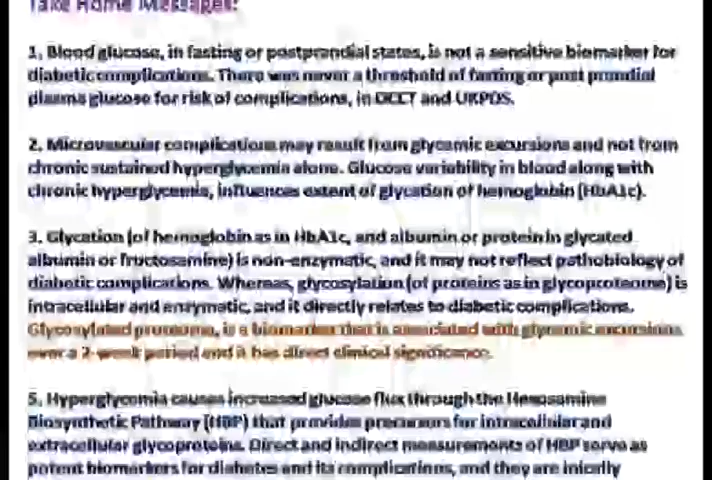 Take Home Messages:
1. Blood glucose, in fasting or postprandial states, is not a sensitive biomarker for
diabetic complications. There was never a threshold of fasting or post prandial
plasma glucose for risk of complications, in DCCT and UKPDS.
2. Microvascular complications may result from glycemic excursions and not from
chronic sustained hyperglycemia alone. Glucose variability in blood along with
chronic hyperglycemia, influences extent of glycation of hemoglobin (HbA1c).
3. Glycation (of hemoglobin as in HbA1c, and albumin or protein in glycated
albumin or fructosamine) is non-enzymatic, and it may not reflect pathobiology of
diabetic complications. Whereas, glycosylation (of proteins as in glycoproteome) is
intracellular and enzymatic, and it directly relates to diabetic complications.
Glycosylated proteome, is a biomarker that is associated with glycemic excursions
over a 2-week period and it has direct clinical significance.
5. Hyperglycemia causes increased glucose flux through the Hexosamine
Biosynthetic Pathway (HBP) that provides precursors for intracellular and
extracellular glycoproteins. Direct and indirect measurements of HBP serve as
potent biomarkers for diabetes and its complications, and they are